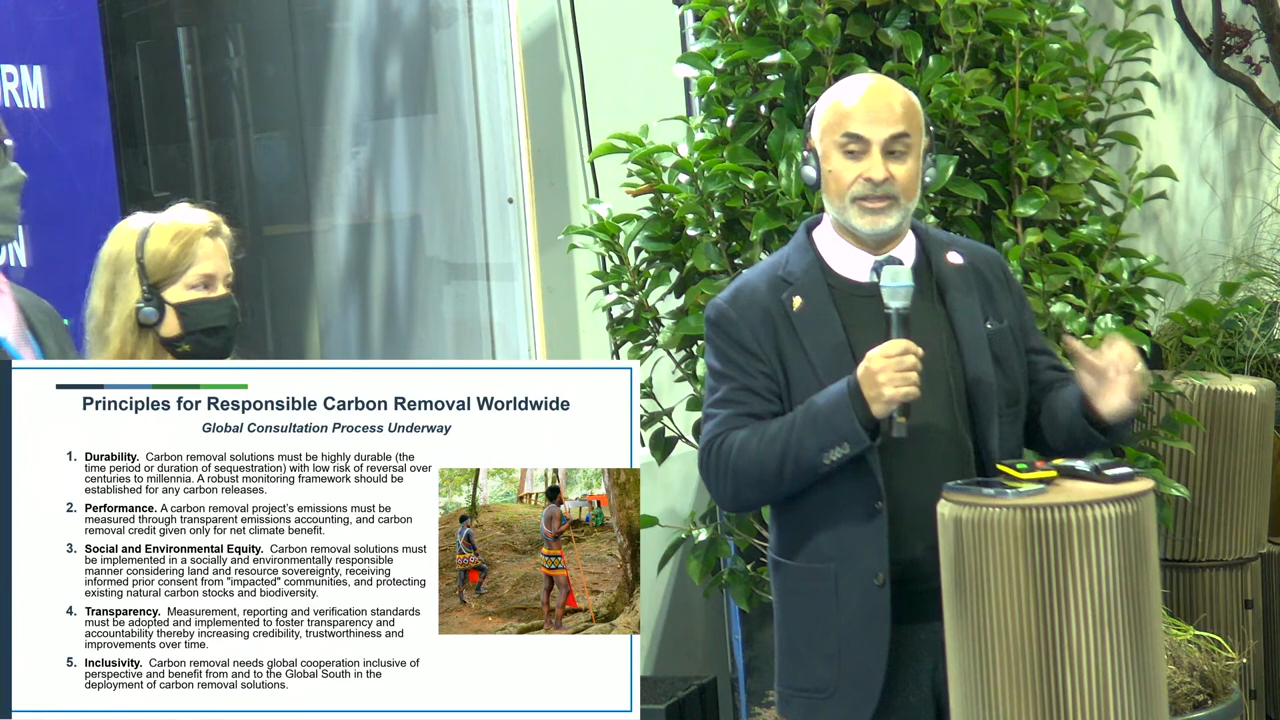 ORM
ON
Principles for Responsible Carbon Removal Worldwide
Global Consultation Process Underway
1. Durability. Carbon removal solutions must be highly durable (the
time period or duration of sequestration) with low risk of reversal over
centuries to millennia. A robust monitoring framework should be
established for any carbon releases.
2. Performance. A carbon removal project's emissions must be
measured through transparent emissions accounting, and carbon
removal credit given only for net climate benefit.
3. Social and Environmental Equity. Carbon removal solutions must
be implemented in a socially and environmentally responsible
manner considering land and resource sovereignty, receiving
informed prior consent from "impacted" communities, and protecting
existing natural carbon stocks and biodiversity.
4. Transparency. Measurement, reporting and verification standards
must be adopted and implemented to foster transparency and
accountability thereby increasing credibility, trustworthiness and
improvements over time.
5. Inclusivity. Carbon removal needs global cooperation inclusive of
perspective and benefit from and to the Global South in the
deployment of carbon removal solutions.